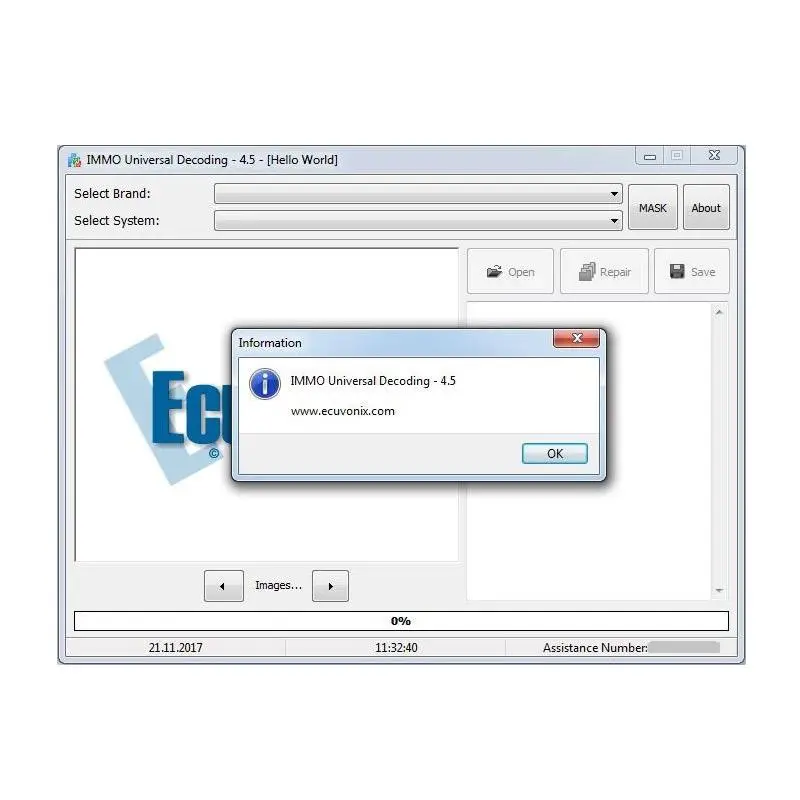 IMMO Universal Decoding - 4.5 - [Hello World]
Select Brand:
MASK
About
Select System:
Open
Repair
Save
Information
IMMO Universal Decoding - 4.5
www.ecuvonix.com
OK
©
Images...
0%
21.11.2017
11:32:40
Assistance Number: